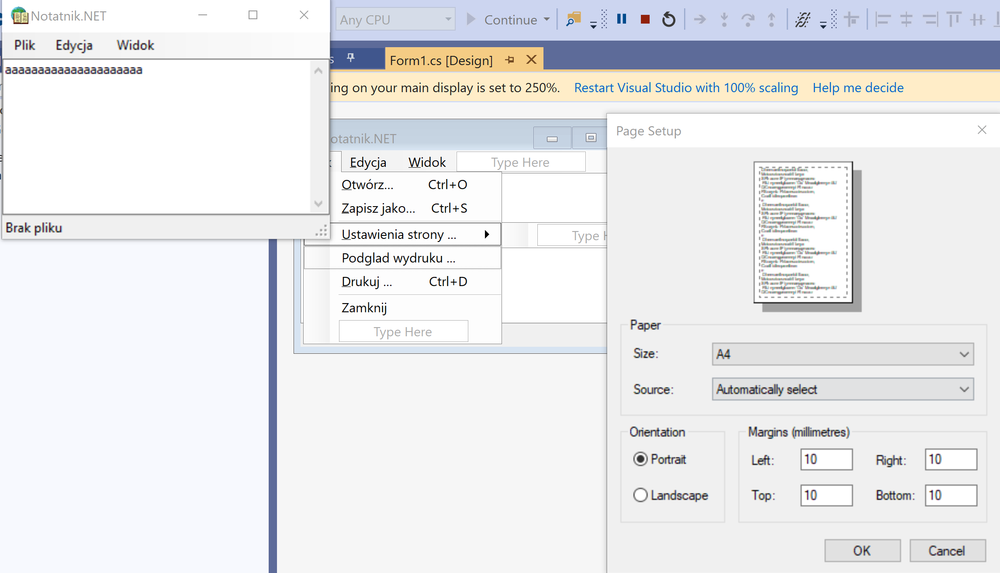 Notatnik.NET
Plik Edycja Widok
aaaaaaaaaaaaaaaaaaaaa
Brak pliku
Any CPU
Continue
s
Form1.cs [Design]
ing on your main display is set to 250%. Restart Visual Studio with 100% scaling Help me decide
otatnik.NET
Edycja Widok Type Here
Otwórz... Ctrl+O
Zapisz jako... Ctrl+S
Ustawienia strony ...
Type H
Podglad wydruku ...
Drukuj ... Ctrl+D
Zamknij
Type Here
Page Setup
Paper
Size: A4
Source: Automatically select
Orientation
Portrait
Landscape
Margins (millimetres)
Left: 10 Right: 10
Top: 10 Bottom: 10
OK Cancel